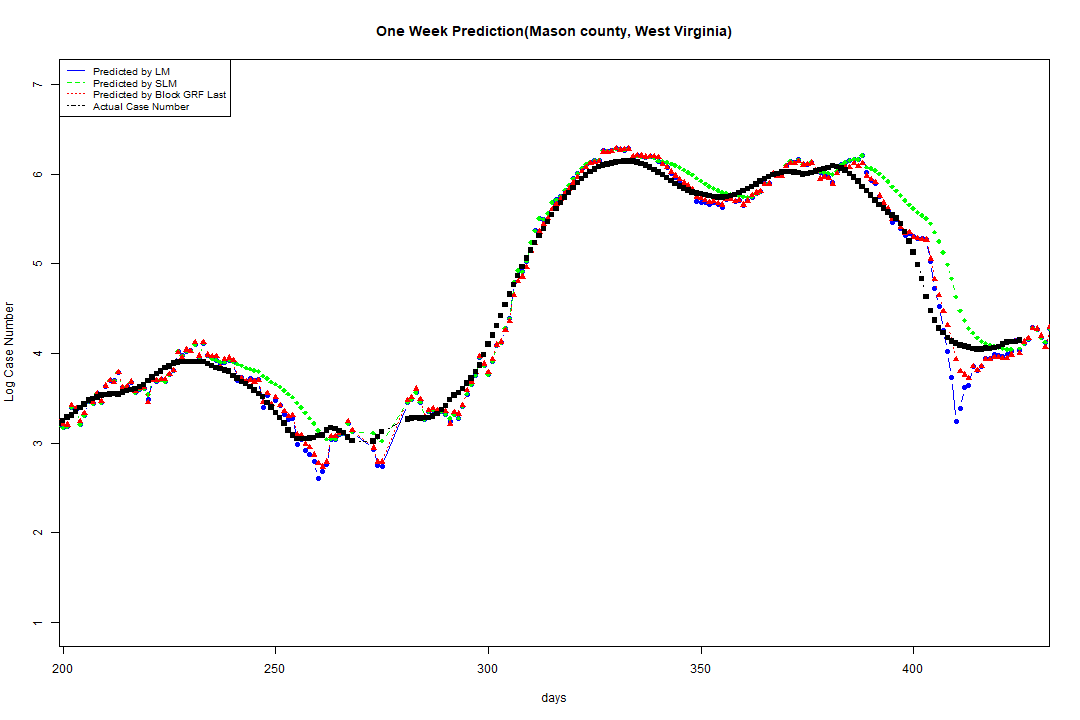 One Week Prediction(Mason county, West Virginia)
Predicted by LM
Predicted by SLM
Predicted by Block GRF Last
Actual Case Number
7
6
5
4
3
2
1
Log Case Number
200 250 300 350 400
days